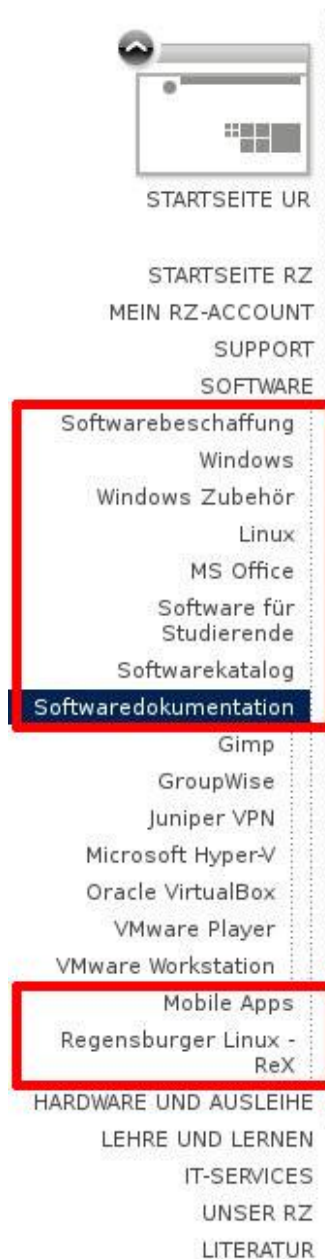 STARTSEITE UR
STARTSEITE RZ
MEIN RZ-ACCOUNT
SUPPORT
SOFTWARE
Softwarebeschaffung
Windows
Windows Zubehör
Linux
MS Office
Software für
Studierende
Softwarekatalog
Softwaredokumentation
Gimp
GroupWise
Juniper VPN
Microsoft Hyper-V
Oracle VirtualBox
VMware Player
VMware Workstation
Mobile Apps
Regensburger Linux -
ReX
HARDWARE UND AUSLEIHE
LEHRE UND LERNEN
IT-SERVICES
UNSER RZ
LITERATUR